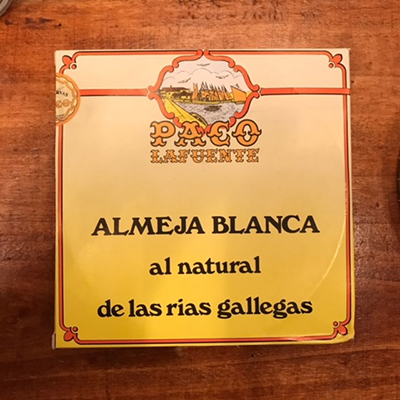 PACO
LAFUENTE
ALMEJA BLANCA
al natural
de las rias gallegas